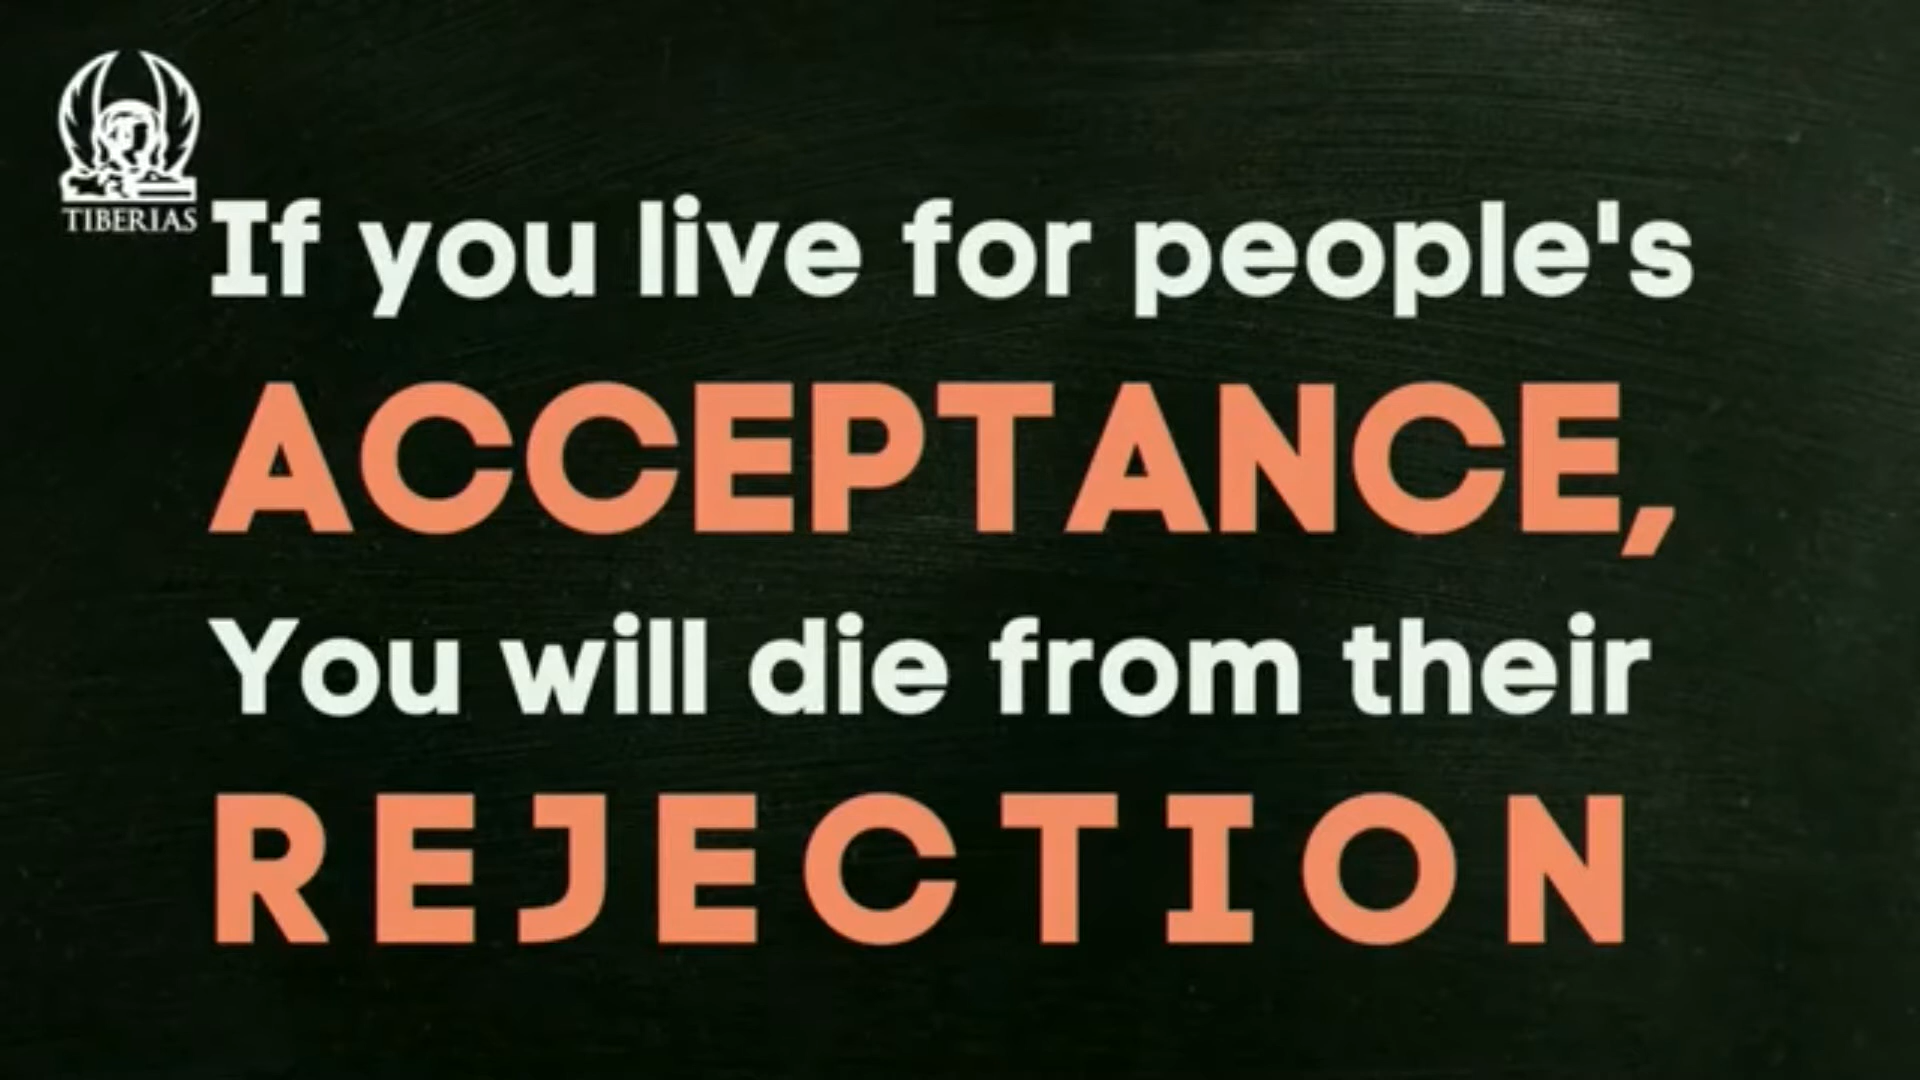 TIBERIAS
If you live for people's
ACCEPTANCE,
You will die from their
REJECTION